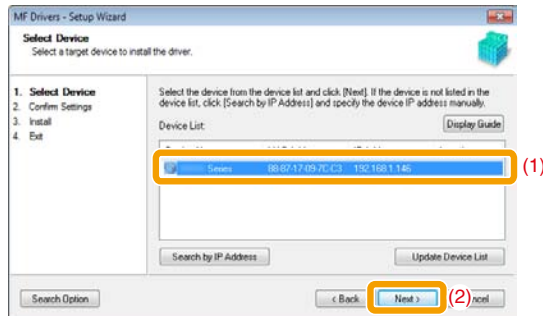 MF Drivers - Setup Wizard
Select Device
Select a target device to install the driver.
1. Select Device
2. Confirm Settings
3. Install
4. Exit
Select the device from the device list and click [Next]. If the device is not listed in the
device list, click [Search by IP Address] and specify the device IP address manually.
Device List:
Display Guide
Series 88-87-17-09-7C-C3 192.168.1.146
(1)
Search by IP Address
Update Device List
Search Option
< Back
Next >
(2)
ncel